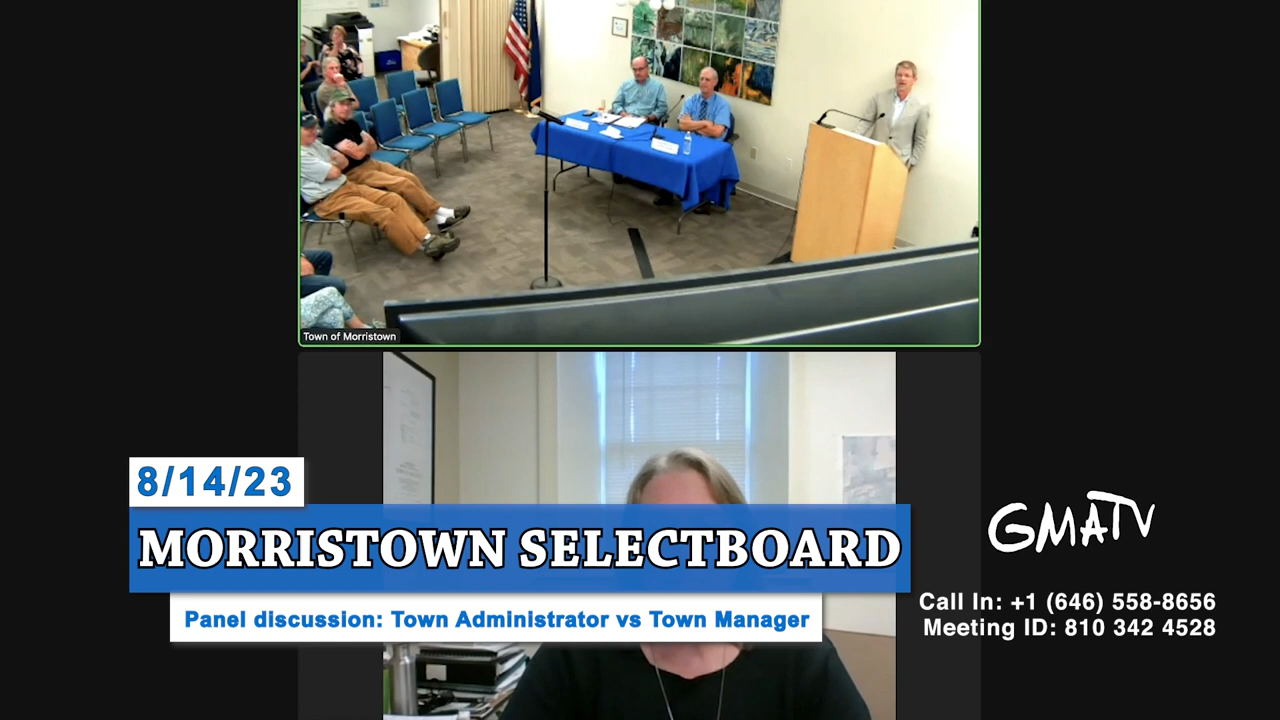 Town of Morristown
8/14/23
MORRISTOWN SELECTBOARD
Panel discussion: Town Administrator vs Town Manager
GMATV
Call In: +1 (646) 558-8656
Meeting ID: 810 342 4528